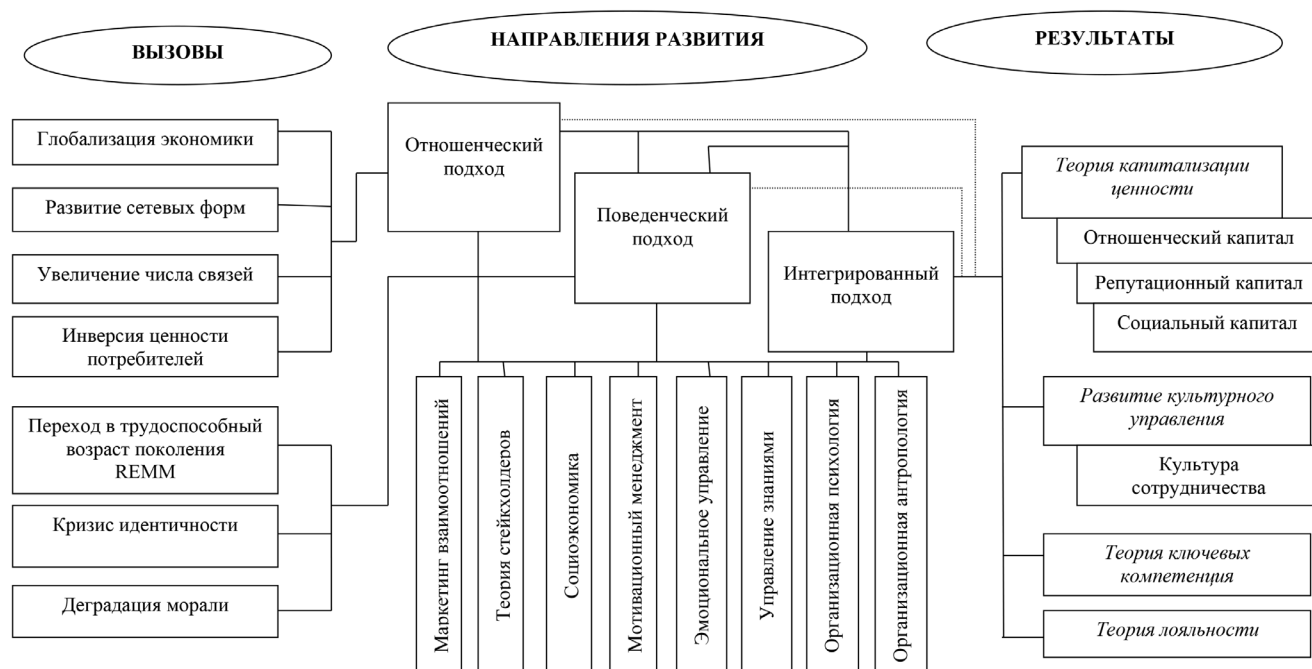 ВЫЗОВЫ
НАПРАВЛЕНИЯ РАЗВИТИЯ
РЕЗУЛЬТАТЫ
Глобализация экономики
Развитие сетевых форм
Увеличение числа связей
Инверсия ценности
потребителей
Переход в трудоспособный
возраст поколения
REMM
Кризис идентичности
Деградация морали
Отношенческий
подход
Поведенческий
подход
Интегрированный
подход
Маркетинг взаимоотношений
Теория стейкхолдеров
Социоэкономика
Мотивационный менеджмент
Эмоциональное управление
Управление знаниями
Организационная психология
Организационная антропология
Теория капитализации
ценности
Отношенческий капитал
Репутационный капитал
Социальный капитал
Развитие культурного
управления
Культура
сотрудничества
Теория ключевых
компетенция
Теория лояльности